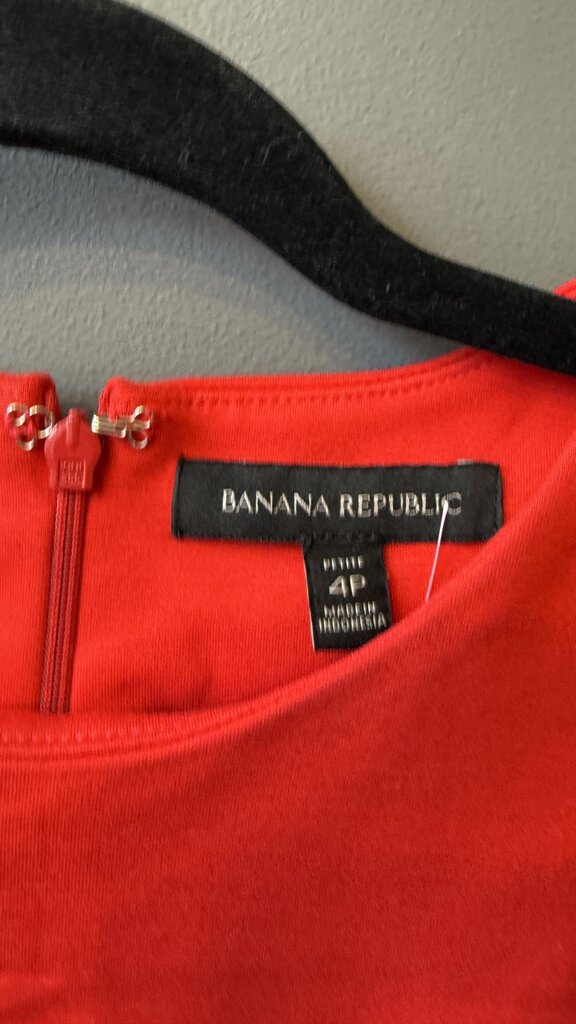 BANANA REPUBLIC
PETITE
4P
MADE IN
INDONESIA